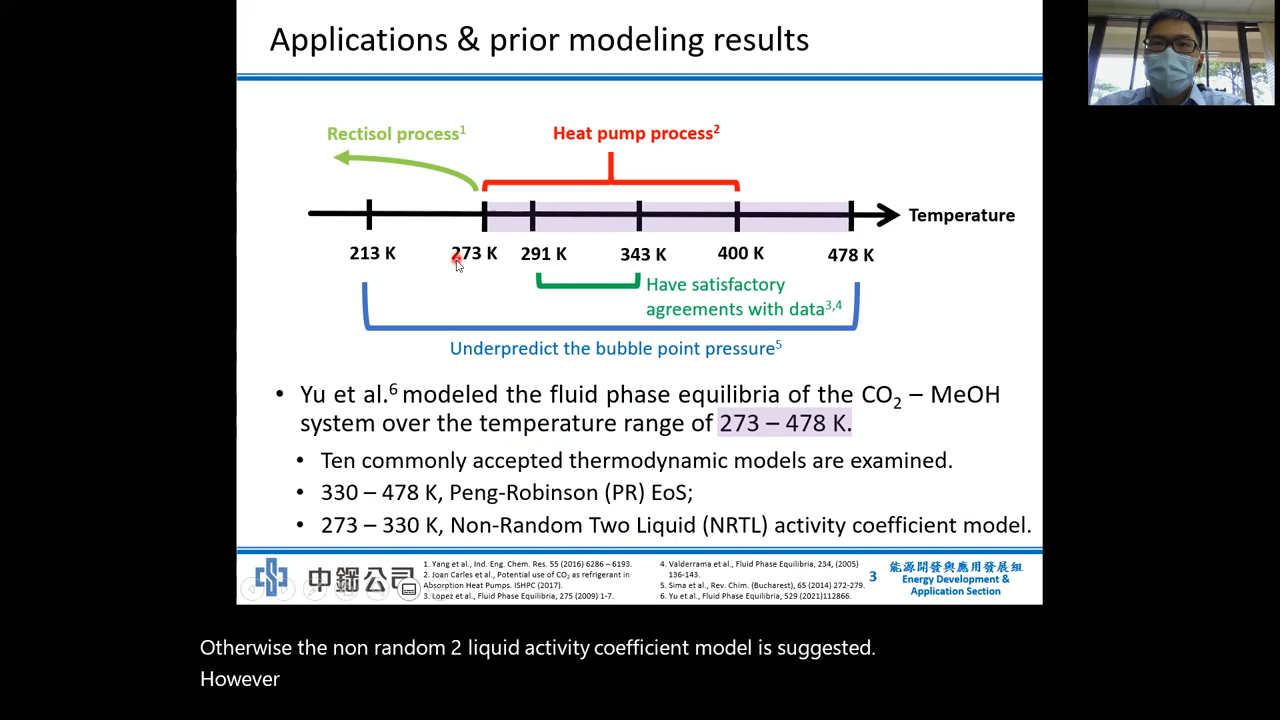 Applications & prior modeling results
Rectisol process1
Heat pump process2
Temperature
213 K
273 K
291 K
343 K
400 K
478 K
Have satisfactory
agreements with data3,4
Underpredict the bubble point pressure5
• Yu et al.6 modeled the fluid phase equilibria of the CO2 – MeOH
system over the temperature range of 273 – 478 K.
• Ten commonly accepted thermodynamic models are examined.
• 330 – 478 K, Peng-Robinson (PR) EoS;
• 273 – 330 K, Non-Random Two Liquid (NRTL) activity coefficient model.
中鋼公司
1. Yang et al., Ind. Eng. Chem. Res. 55 (2016) 6286 – 6193.
2. Joan Carles et al., Potential use of CO2 as refrigerant in
Absorption Heat Pumps. ISHPC (2017).
3. Lopez et al., Fluid Phase Equilibria, 275 (2009) 1-7.
4. Valderrama et al., Fluid Phase Equilibria, 234, (2005)
136-143.
5. Sima et al., Rev. Chim. (Bucharest), 65 (2014) 272-279.
6. Yu et al., Fluid Phase Equilibria, 529 (2021)112866.
3
能源開發與應用發展組
Energy Development &
Application Section
Otherwise the non random 2 liquid activity coefficient model is suggested.
However